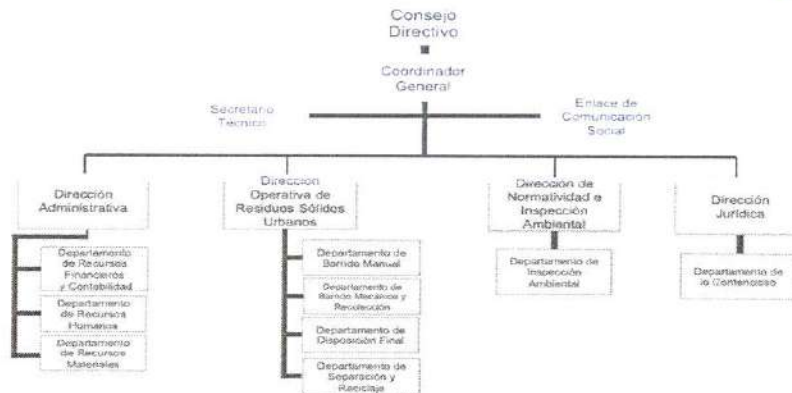 Consejo
Directivo
Coordinador
General
Secretario
Técnico
Enlace de
Comunicación
Social
Dirección
Administrativa
Departamento
de Recursos
Financieros
y Contabilidad
Departamento
de Recursos
Humanos
Departamento
de Recursos
Materiales
Dirección
Operativa de
Residuos Sólidos
Urbanos
Departamento de
Barrido Manual
Departamento de
Barrido Mecánico y
Recolección
Departamento de
Disposición Final
Departamento de
Separación y
Reciclaje
Dirección de
Normatividad e
Inspección
Ambiental
Departamento de
Inspección
Ambiental
Dirección
Jurídica
Departamento de
lo Contencioso